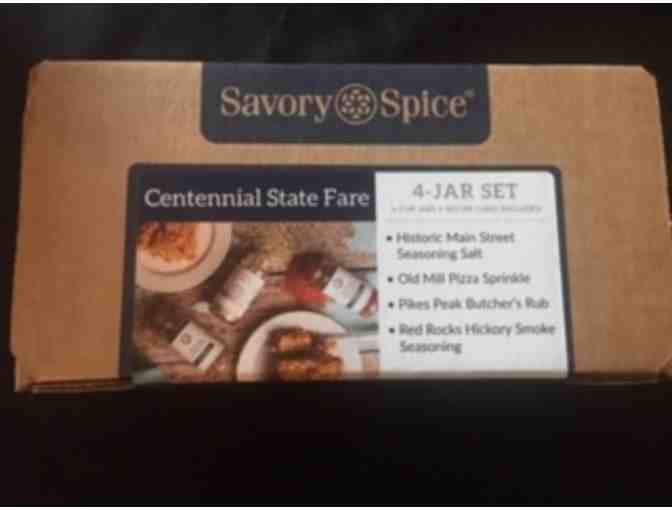 Savory Spice®
Centennial State Fare
4-JAR SET
• Historic Main Street
Seasoning Salt
• Old Mill Pizza Sprinkle
• Pikes Peak Butcher's Rub
• Red Rocks Hickory Smoke
Seasoning